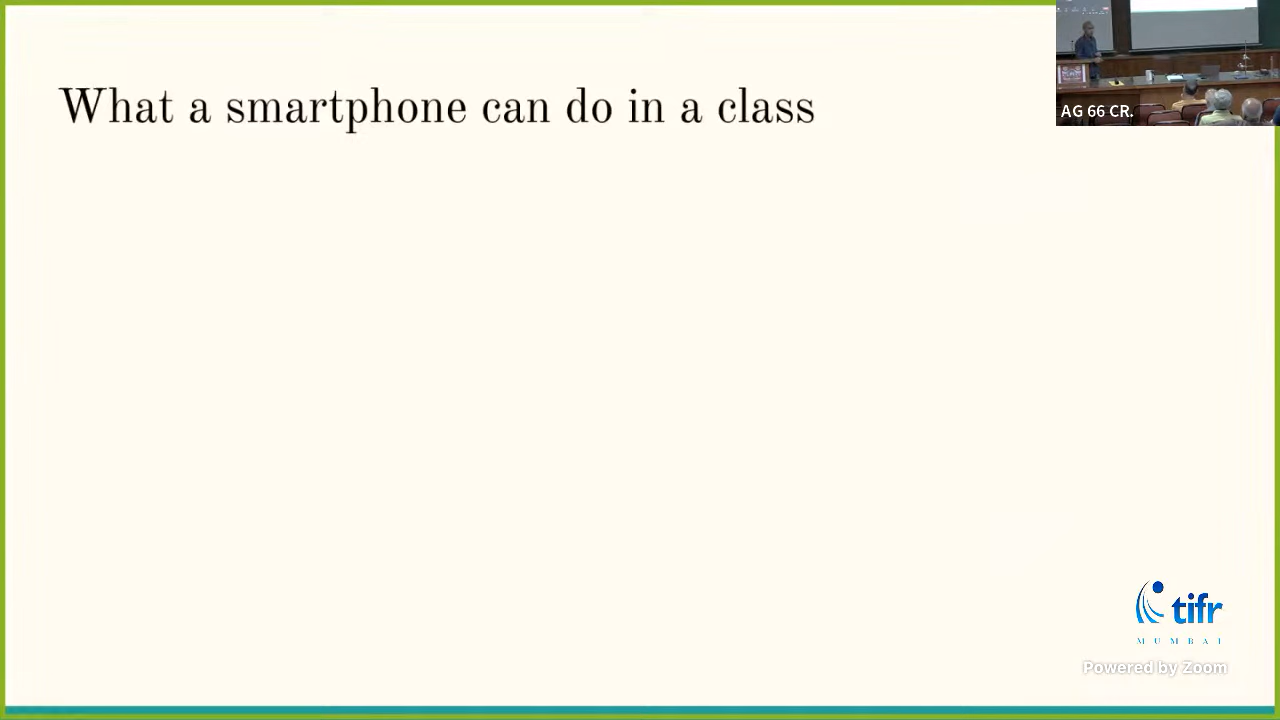 What a smartphone can do in a class
AG 66 CR.
tifr
MUMBAI
Powered by Zoom